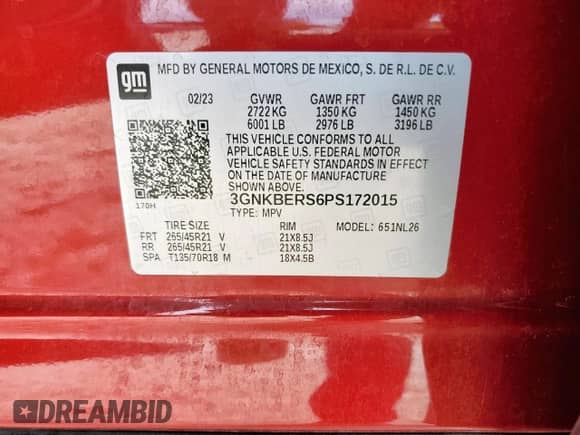 gm
MFD BY GENERAL MOTORS DE MEXICO, S. DE R.L. DE C.V.
02/23 GVWR GAWR FRT GAWR RR
2722 KG 1350 KG 1450 KG
6001 LB 2976 LB 3196 LB
THIS VEHICLE CONFORMS TO ALL
APPLICABLE U.S. FEDERAL MOTOR
VEHICLE SAFETY STANDARDS IN EFFECT
ON THE DATE OF MANUFACTURE
SHOWN ABOVE.
170H 3GNKBERS6PS172015
TYPE: MPV
TIRE SIZE RIM MODEL: 651NL26
FRT 265/45R21 V 21X8.5J
RR 265/45R21 V 21X8.5J
SPA T135/70R18 M 18X4.5B
DREAMBID